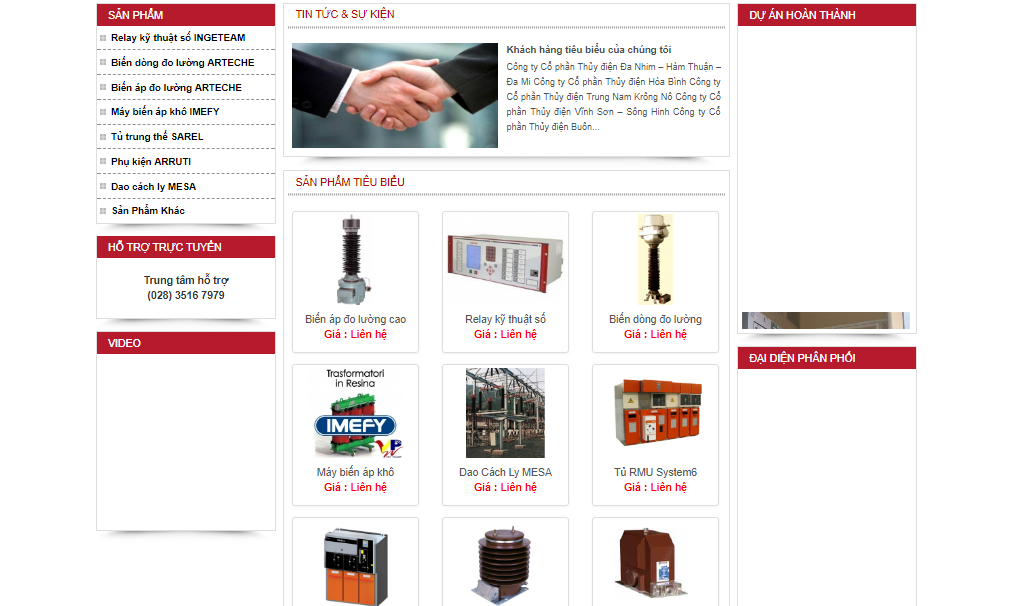 SẢN PHẨM
Relay kỹ thuật số INGETEAM
Biến dòng đo lường ARTECHE
Biến áp đo lường ARTECHE
Máy biến áp khô IMEFY
Tủ trung thế SAREL
Phụ kiện ARRUTI
Dao cách ly MESA
Sản Phẩm Khác
HỖ TRỢ TRỰC TUYẾN
Trung tâm hỗ trợ
(028) 3516 7979
VIDEO
TIN TỨC & SỰ KIỆN
Khách hàng tiêu biểu của chúng tôi
Công ty Cổ phần Thủy điện Đa Nhim – Hàm Thuận –
Đa Mi Công ty Cổ phần Thủy điện Hòa Bình Công ty
Cổ phần Thủy điện Trung Nam Krông Nô Công ty Cổ
phần Thủy điện Vĩnh Sơn – Sông Hinh Công ty Cổ
phần Thủy điện Buôn...
SẢN PHẨM TIÊU BIỂU
Biến áp đo lường cao
Giá : Liên hệ
Relay kỹ thuật số
Giá : Liên hệ
Biến dòng đo lường
Giá : Liên hệ
Trasformatori
in Resina
IMEFY
Máy biến áp khô
Giá : Liên hệ
Dao Cách Ly MESA
Giá : Liên hệ
Tủ RMU System6
Giá : Liên hệ
DỰ ÁN HOÀN THÀNH
ĐẠI DIỆN PHÂN PHỐI